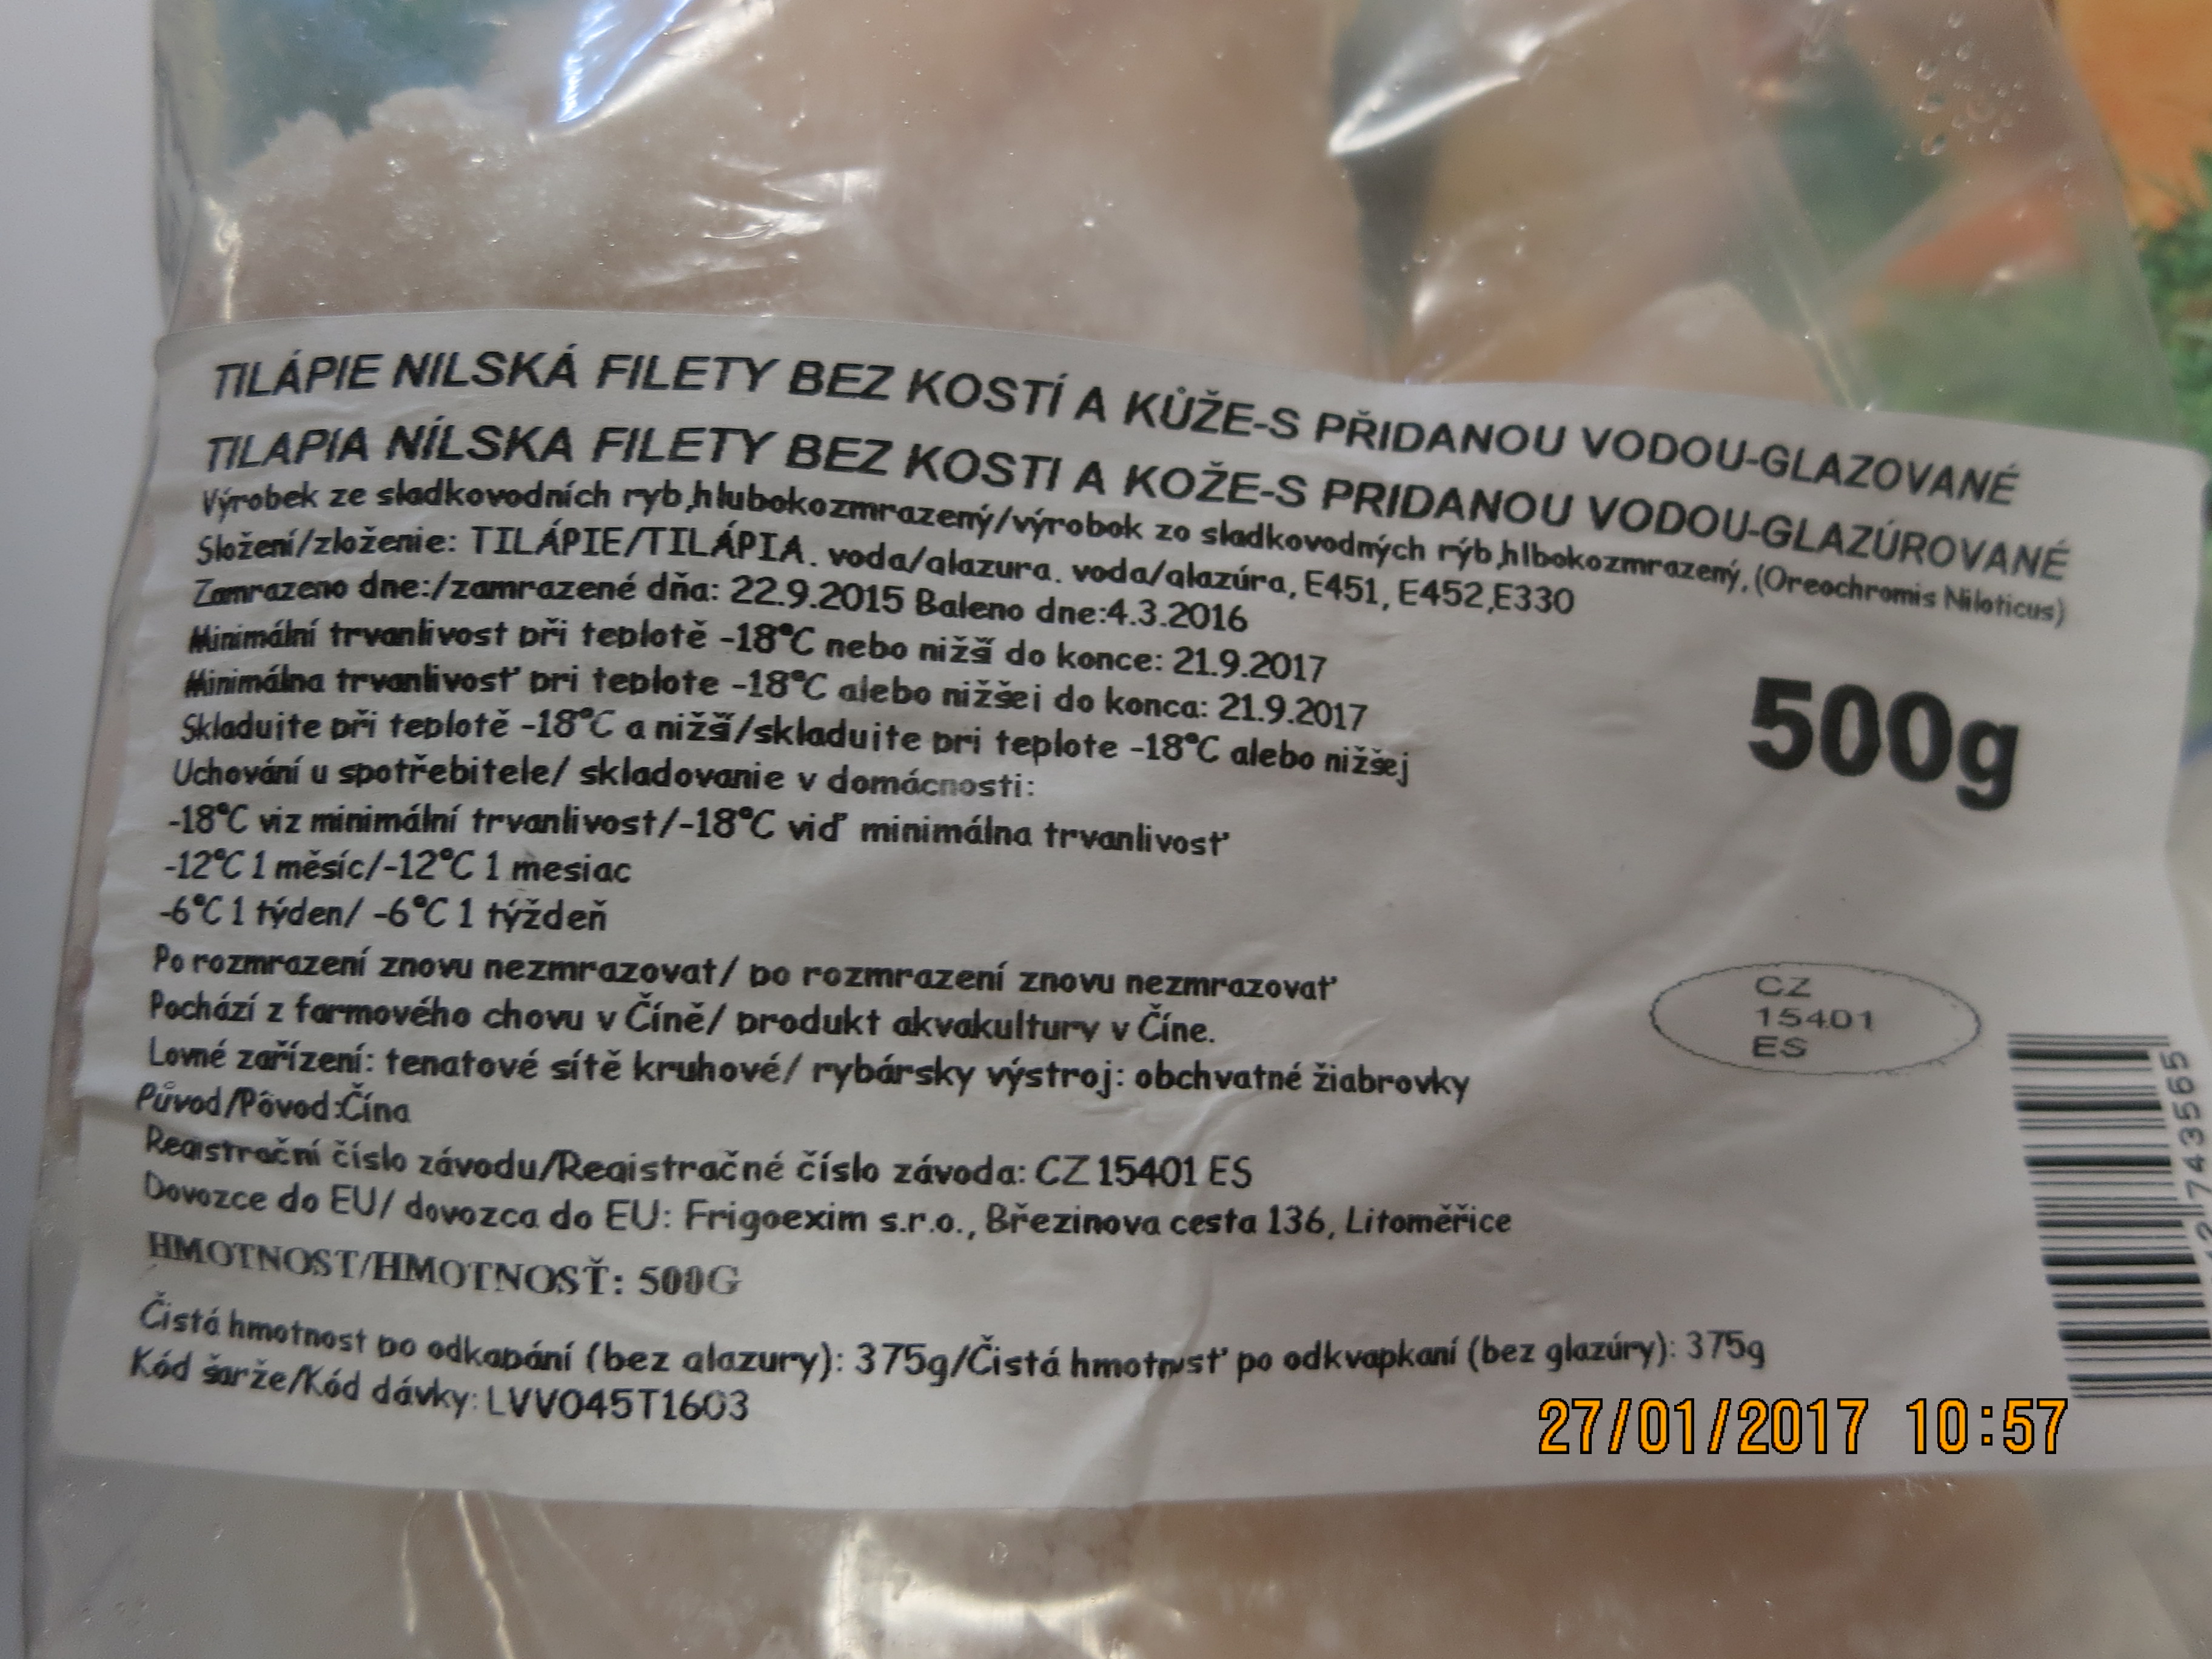 TILÁPIE NILSKÁ FILETY BEZ KOSTÍ A KŮŽE-S PŘIDANOU VODOU-GLAZOVANÉ
TILAPIA NÍLSKA FILETY BEZ KOSTI A KOŽE-S PRIDANOU VODOU-GLAZÚROVANÉ
Výrobek ze sladkovodních ryb,hlubokozmrazený/výrobok zo sladkovodných rýb,hlbokozmrazený, (Oreochromis Niloticus)
Složení/zloženie: TILÁPIE/TILÁPIA. voda/glazura. voda/glazúra, E451, E452,E330
Zamrazeno dne:/zamrazené dňa: 22.9.2015 Baleno dne:4.3.2016
Minimální trvanlivost při teplotě -18°C nebo nižší do konce: 21.9.2017
Minimálna trvanlivosť pri teplote -18°C alebo nižšej do konca: 21.9.2017
Skladujte při teplotě -18°C a nižší/skladujte pri teplote -18°C alebo nižšej
500g
Uchování u spotřebitele/ skladovanie v domácnosti:
-18°C viz minimální trvanlivost/-18°C viď minimálna trvanlivosť
-12°C 1 měsíc/-12°C 1 mesiac
-6°C 1 týden/ -6°C 1 týždeň
Po rozmrazení znovu nezmrazovat/ po rozmrazení znovu nezmrazovať
Pochází z farmového chovu v Číně/ produkt akvakultury v Číne.
CZ
15401
ES
Lovné zařízení: tenatové sítě kruhové/ rybársky výstroj: obchvatné žiabrovky
Původ/Pôvod:Čína
Registrační číslo závodu/Registračné číslo závoda: CZ 15401 ES
Dovozce do EU/ dovozca do EU: Frigoexim s.r.o., Březinova cesta 136, Litoměřice
HMOTNOST/HMOTNOSŤ: 500G
Čistá hmotnost po odkapání (bez glazury): 375g/Čistá hmotnosť po odkvapkaní (bez glazúry): 375g
Kód šarže/Kód dávky: LVV045T1603
743565
27/01/2017 10:57